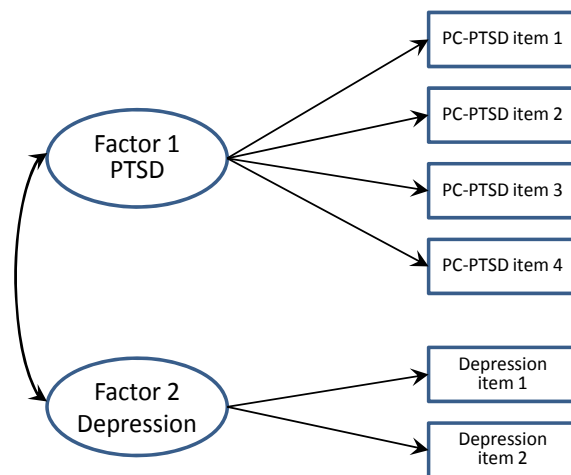 PC-PTSD item 1
PC-PTSD item 2
Factor 1
PTSD
PC-PTSD item 3
PC-PTSD item 4
Factor 2
Depression
Depression
item 1
Depression
item 2